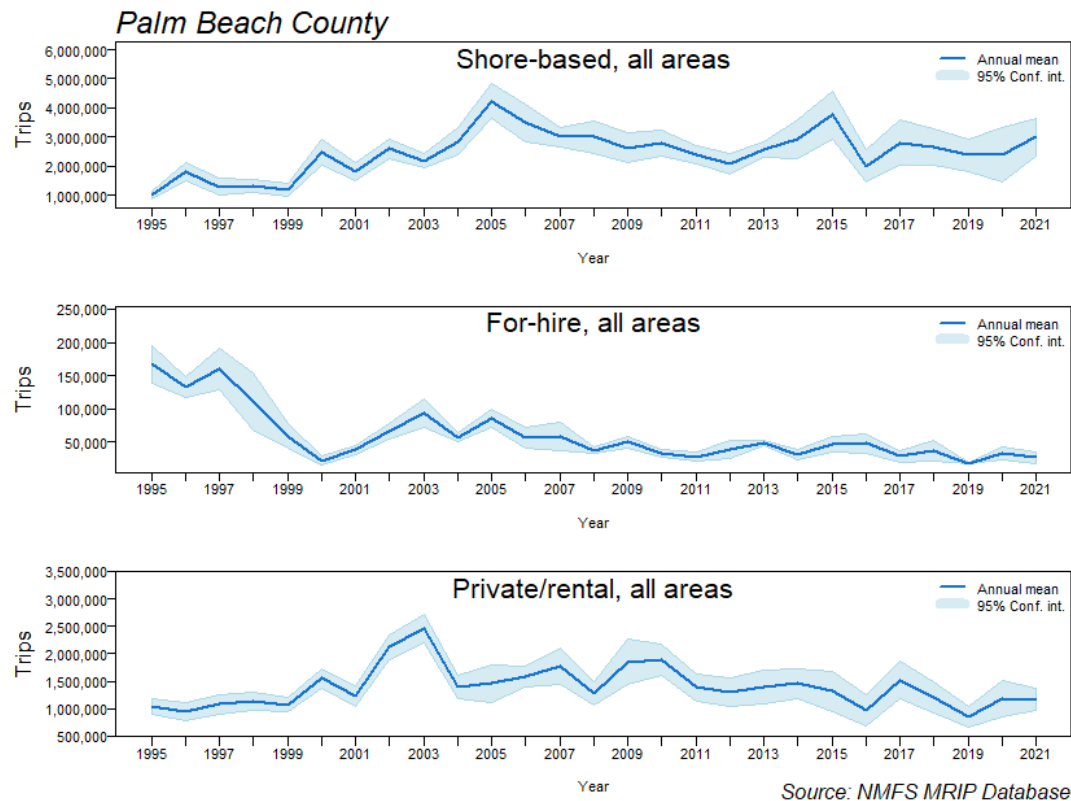 Palm Beach County
Shore-based, all areas
Annual mean
95% Conf. int.
6,000,000
5,000,000
4,000,000
3,000,000
2,000,000
1,000,000
Trips
1995 1997 1999 2001 2003 2005 2007 2009 2011 2013 2015 2017 2019 2021
Year
For-hire, all areas
Annual mean
95% Conf. int.
250,000
200,000
150,000
100,000
50,000
Trips
1995 1997 1999 2001 2003 2005 2007 2009 2011 2013 2015 2017 2019 2021
Year
Private/rental, all areas
Annual mean
95% Conf. int.
3,500,000
3,000,000
2,500,000
2,000,000
1,500,000
1,000,000
500,000
Trips
1995 1997 1999 2001 2003 2005 2007 2009 2011 2013 2015 2017 2019 2021
Year
Source: NMFS MRIP Database